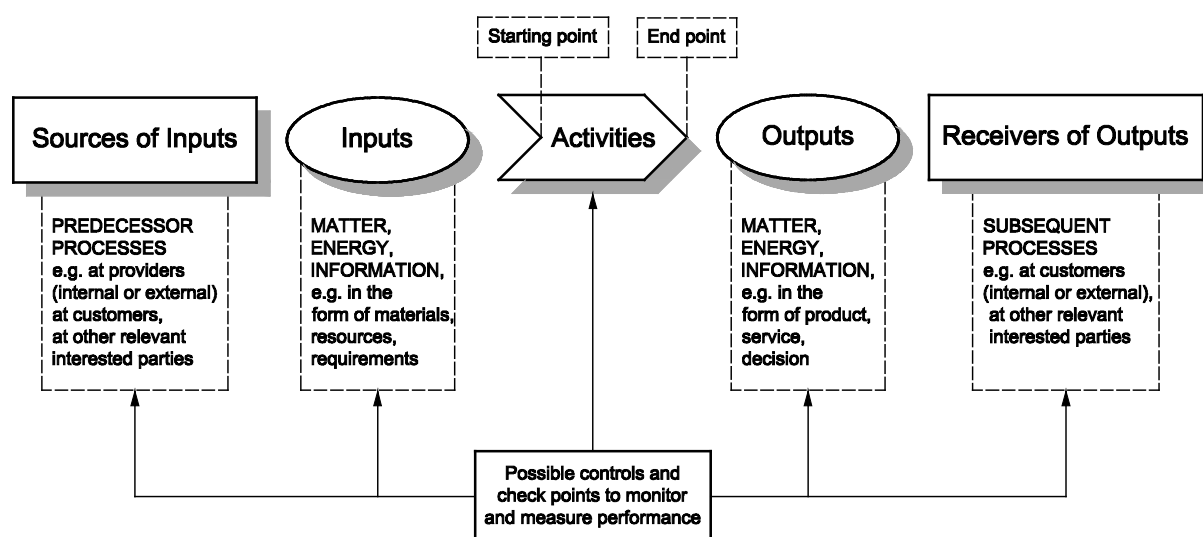 Starting point
End point
Sources of Inputs
Inputs
Activities
Outputs
Receivers of Outputs
PREDECESSOR
PROCESSES
e.g. at providers
(internal or external)
at customers,
at other relevant
interested parties
MATTER,
ENERGY,
INFORMATION,
e.g. in the
form of materials,
resources,
requirements
MATTER,
ENERGY,
INFORMATION,
e.g. in the
form of product,
service,
decision
SUBSEQUENT
PROCESSES
e.g. at customers
(internal or external),
at other relevant
interested parties
Possible controls and
check points to monitor
and measure performance